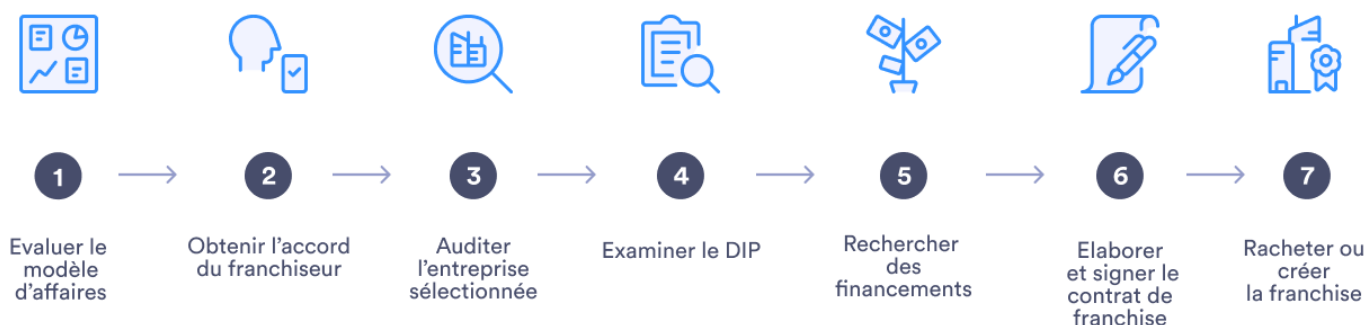 1
2
3
4
5
6
7
Evaluer le
modèle
d'affaires
Obtenir l'accord
du franchiseur
Auditer
l'entreprise
sélectionnée
Examiner le DIP
Rechercher
des
financements
Elaborer
et signer le
contrat de
franchise
Racheter ou
créer
la franchise